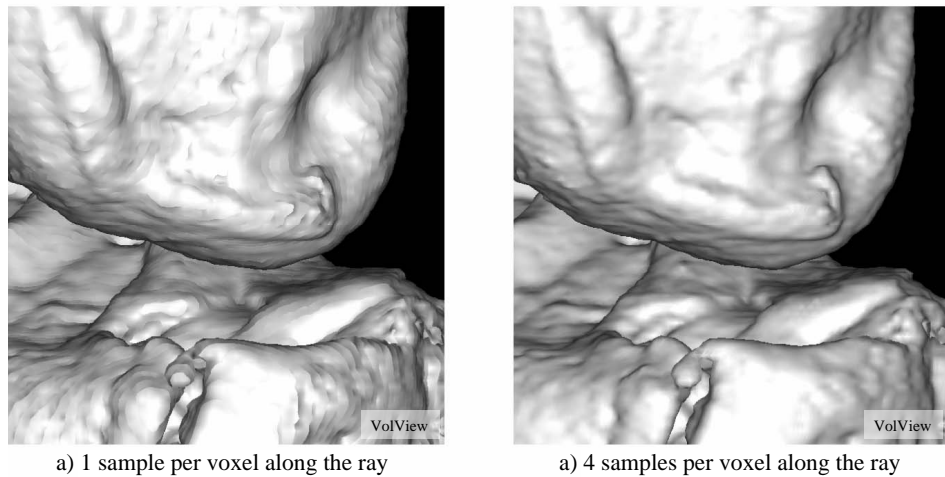 VolView
VolView
a) 1 sample per voxel along the ray
a) 4 samples per voxel along the ray